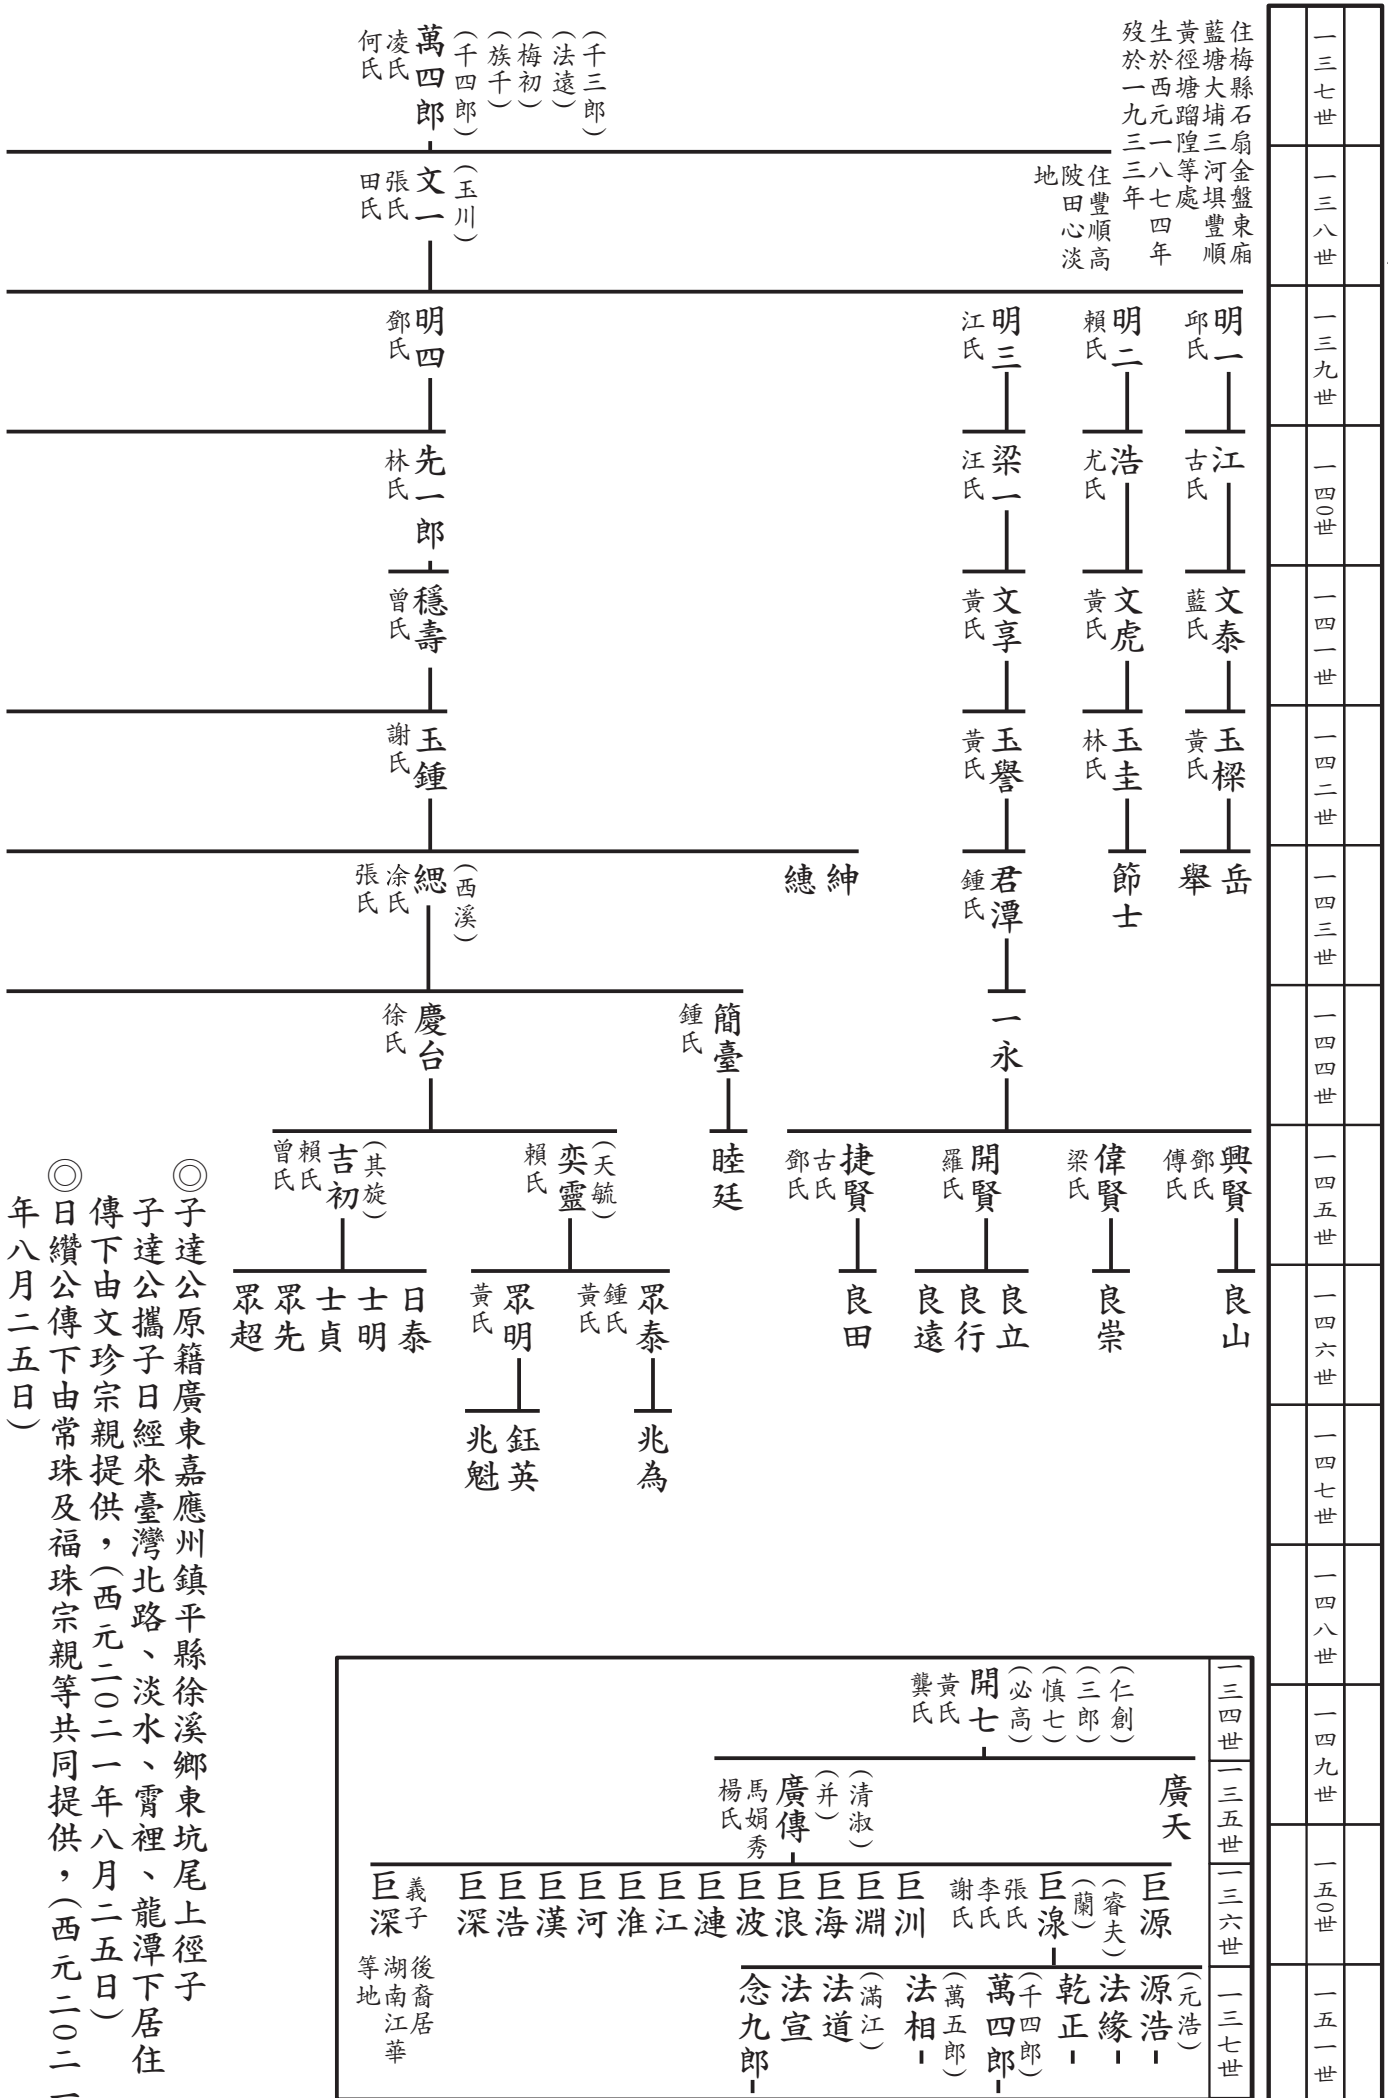 一三七世
一三八世
一三九世
一四0世
一四一世
一四二世
一四三世
一四四世
一四五世
一四六世
一四七世
一四八世
一四九世
一五0世
一五一世
住梅縣石扇金盤東廂
藍塘大埔三河埧豐順
黃徑塘蹓隍等處
生於西元一八七四年
歿於一九三三年
(千三郎)
(法遠)
(梅初)
(族千)
(千四郎)
萬四郎
凌氏
何氏
住豐順高
陂田心淡
地
(玉川)
文一
張氏
田氏
明一
邱氏
明二
賴氏
明三
江氏
明四
鄧氏
江
古氏
浩
尤氏
梁一
汪氏
先一郎
林氏
文泰
藍氏
文虎
黃氏
文享
黃氏
穩壽
曾氏
玉樑
黃氏
玉圭
林氏
玉譽
黃氏
玉鍾
謝氏
岳
舉
節士
君潭
鍾氏
紳
繐
(西溪)
緦
凃氏
張氏
一永
簡臺
鍾氏
慶台
徐氏
興賢
鄧氏
傅氏
偉賢
梁氏
開賢
羅氏
捷賢
古氏
鄧氏
睦廷
(天毓)
奕靈
賴氏
(其旋)
吉初
賴氏
曾氏
良山
良崇
良立
良行
良遠
良田
眾泰
鍾氏
黃氏
眾明
黃氏
日泰
士明
士貞
眾先
眾超
兆為
鈺英
兆魁
一三四世
一三五世
一三六世
一三七世
(仁創)
(三郎)
(慎七)
(必高)
開七
黃氏
龔氏
廣天
(清淑)
(并)
廣傳
馬娟秀
楊氏
巨源
(睿夫)
(蘭)
巨湶
張氏
李氏
謝氏
巨汌
巨淵
巨海
巨浪
巨波
巨漣
巨江
巨淮
巨河
巨漢
巨浩
巨深
義子
巨深
後裔居
湖南江華
等地
(元浩)
源浩
法緣
乾正
(千四郎)
萬四郎
(萬五郎)
法相
(滿江)
法道
法宣
念九郎
◎子達公原籍廣東嘉應州鎮平縣徐溪鄉東坑尾上徑子
子達公攜子日經來臺灣北路、淡水、霄裡、龍潭下居住
傳下由文珍宗親提供,(西元二0二一年八月二五日)
◎日纘公傳下由常珠及福珠宗親等共同提供,(西元二0二一
年八月二五日)